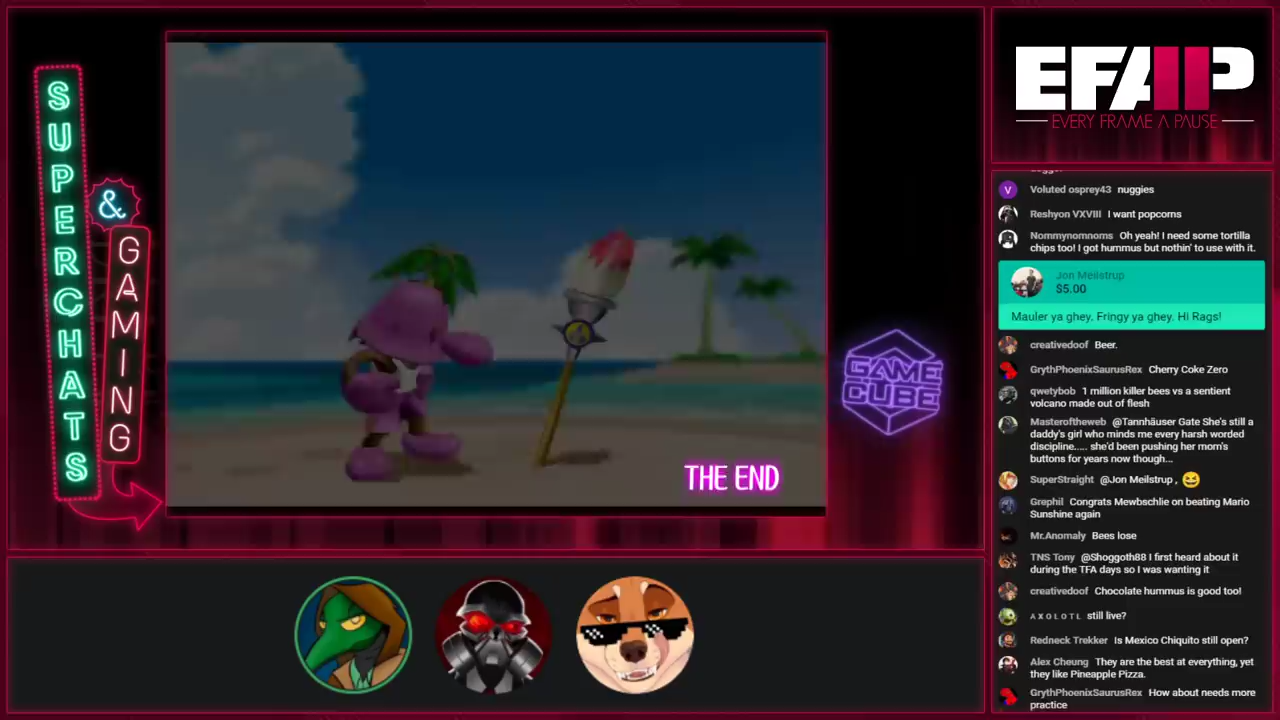 SUPERCHATS
&
GAMING
THE END
GAME
CUBE
EFAP
EVERY FRAME A PAUSE
Voluted osprey43 nuggies
Reshyon VXVIII I want popcorns
Nommynomnoms Oh yeah! I need some tortilla
chips too! I got hummus but nothin' to use with it.
Jon Meilstrup
$5.00
Mauler ya ghey. Fringy ya ghey. Hi Rags!
creativedoof Beer.
GrythPhoenixSaurusRex Cherry Coke Zero
qwetybob 1 million killer bees vs a sentient
volcano made out of flesh
Masteroftheweb @Tannhäuser Gate She's still a
daddy's girl who minds me every harsh worded
discipline..... she'd been pushing her mom's
buttons for years now though...
SuperStraight @Jon Meilstrup , 😆
Grephil Congrats Mewbschlie on beating Mario
Sunshine again
Mr.Anomaly Bees lose
TNS Tony @Shoggoth88 I first heard about it
during the TFA days so I was wanting it
creativedoof Chocolate hummus is good too!
A X O L O T L still live?
Redneck Trekker Is Mexico Chiquito still open?
Alex Cheung They are the best at everything, yet
they like Pineapple Pizza.
GrythPhoenixSaurusRex How about needs more
practice